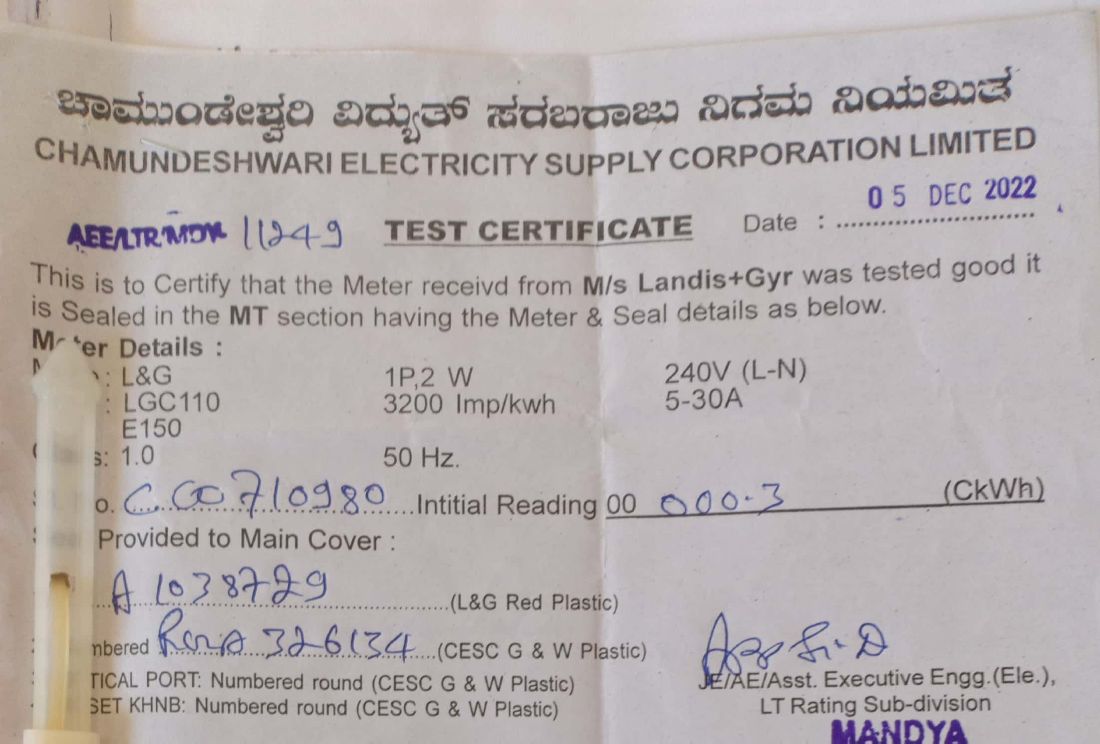 ಚಾಮುಂಡೇಶ್ವರಿ ವಿದ್ಯುತ್ ಸರಬರಾಜು ನಿಗಮ ನಿಯಮಿತ
CHAMUNDESHWARI ELECTRICITY SUPPLY CORPORATION LIMITED
05 DEC 2022
AEE/LTR/MDY 11249 TEST CERTIFICATE Date :
This is to Certify that the Meter receivd from M/s Landis+Gyr was tested good it
is Sealed in the MT section having the Meter & Seal details as below.
Meter Details :
: L&G 1P,2 W 240V (L-N)
: LGC110 3200 Imp/kwh 5-30A
E150
s: 1.0 50 Hz.
o. C.C0710980 Intitial Reading 00 000.3 (CkWh)
Provided to Main Cover :
A 1038729 (L&G Red Plastic)
mbered 326134 (CESC G & W Plastic)
TICAL PORT: Numbered round (CESC G & W Plastic)
SET KHNB: Numbered round (CESC G & W Plastic)
JE/AE/Asst. Executive Engg.(Ele.),
LT Rating Sub-division
MANDYA